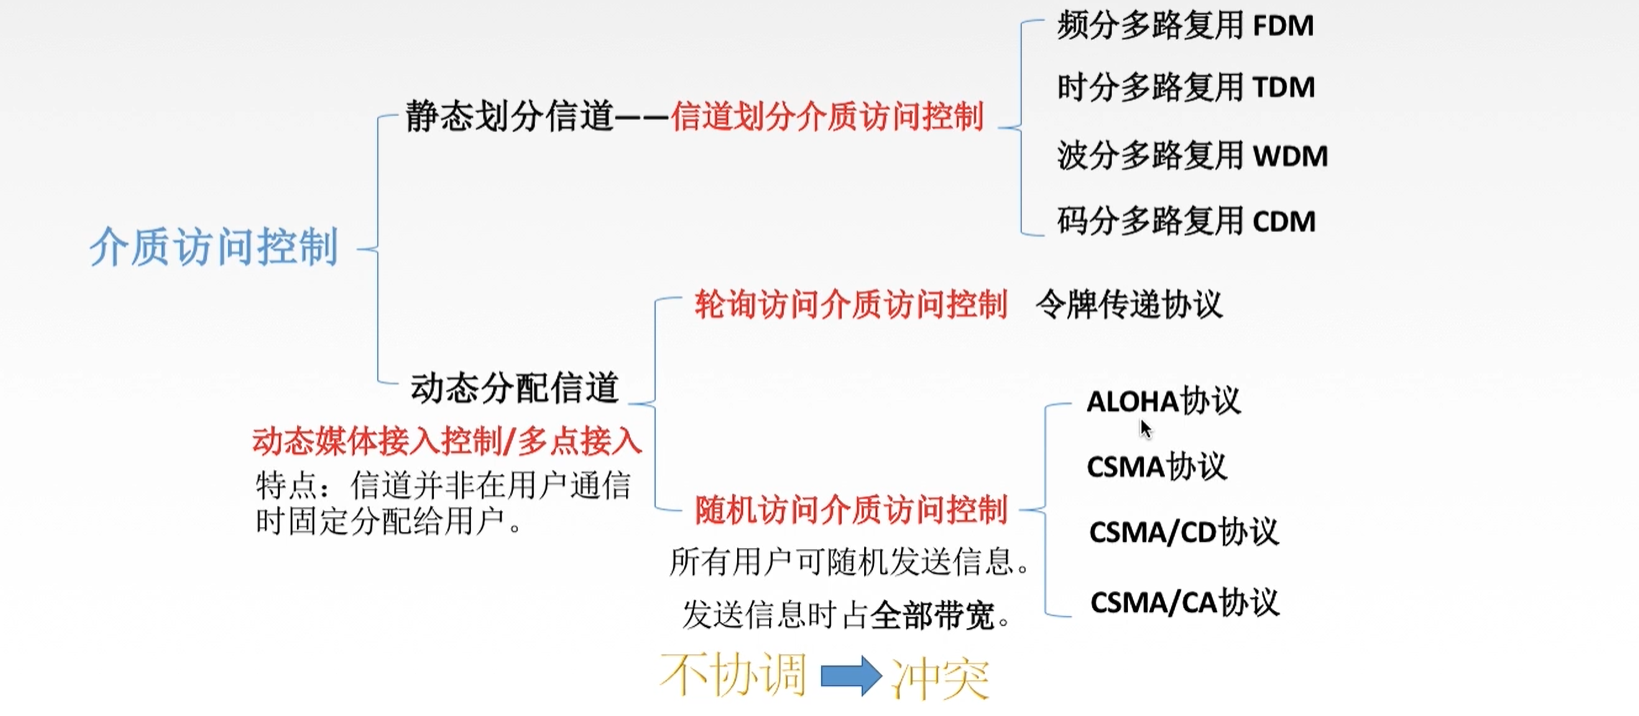 频分多路复用 FDM
时分多路复用 TDM
静态划分信道——信道划分介质访问控制
波分多路复用 WDM
码分多路复用 CDM
介质访问控制
轮询访问介质访问控制 令牌传递协议
动态分配信道
动态媒体接入控制/多点接入
特点：信道并非在用户通信
时固定分配给用户。
ALOHA协议
CSMA协议
随机访问介质访问控制
CSMA/CD协议
所有用户可随机发送信息。
CSMA/CA协议
发送信息时占全部带宽。
不协调 冲突